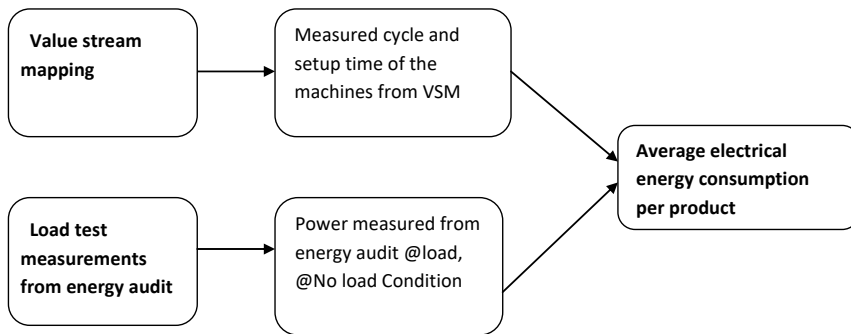 Value stream
mapping
Measured cycle and
setup time of the
machines from VSM
Average electrical
energy consumption
per product
Load test
measurements
from energy audit
Power measured from
energy audit @load,
@No load Condition